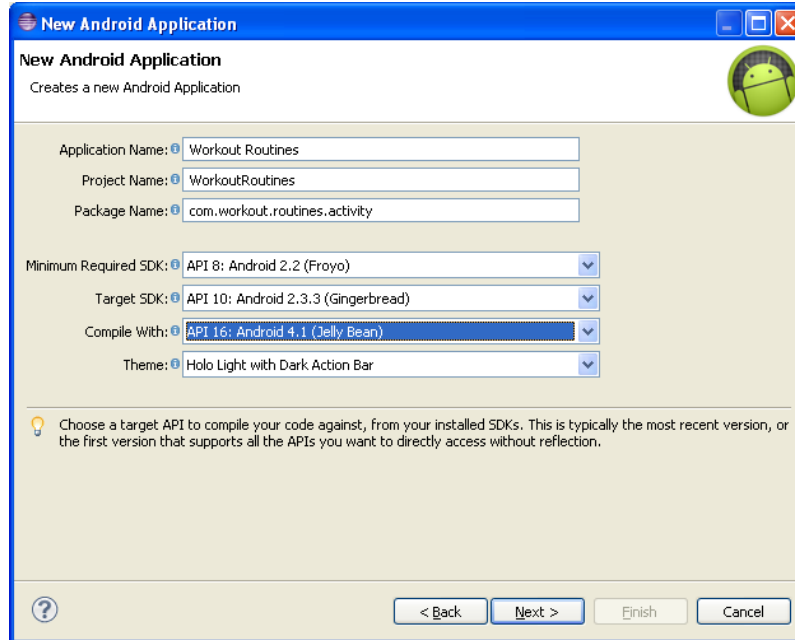 New Android Application
New Android Application
Creates a new Android Application
Application Name: Workout Routines
Project Name: WorkoutRoutines
Package Name: com.workout.routines.activity
Minimum Required SDK: API 8: Android 2.2 (Froyo)
Target SDK: API 10: Android 2.3.3 (Gingerbread)
Compile With: API 16: Android 4.1 (Jelly Bean)
Theme: Holo Light with Dark Action Bar
Choose a target API to compile your code against, from your installed SDKs. This is typically the most recent version, or
the first version that supports all the APIs you want to directly access without reflection.
? < Back Next > Finish Cancel